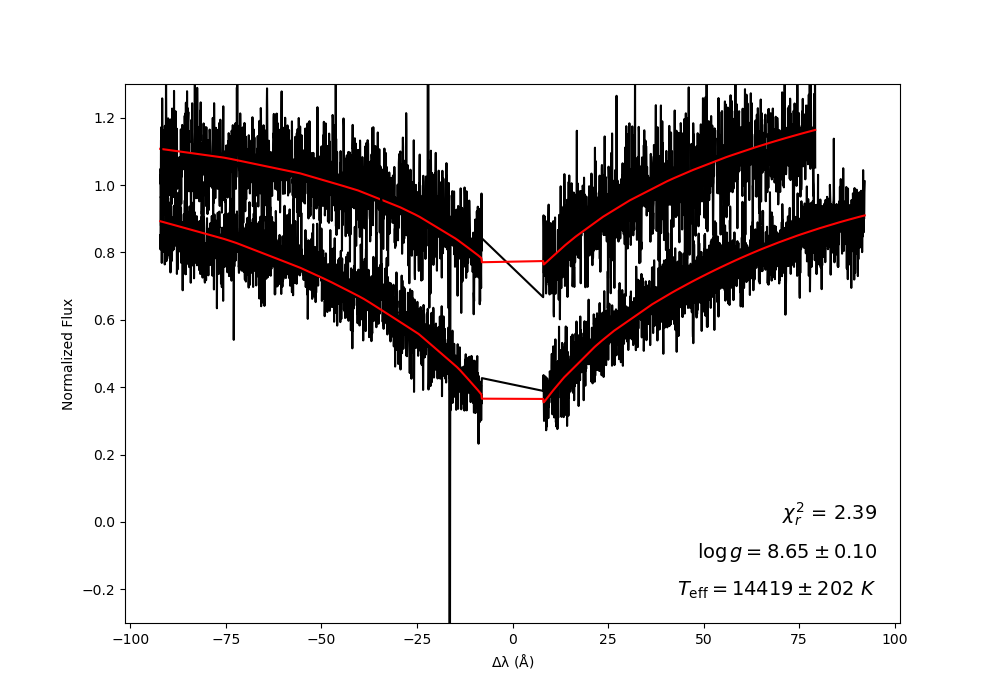 1.2
1.0
0.8
0.6
0.4
0.2
0.0
−0.2
Normalized Flux
χ²ᵣ = 2.39
log g = 8.65 ± 0.10
T_eff = 14419 ± 202 K
−100 −75 −50 −25 0 25 50 75 100
Δλ (Å)